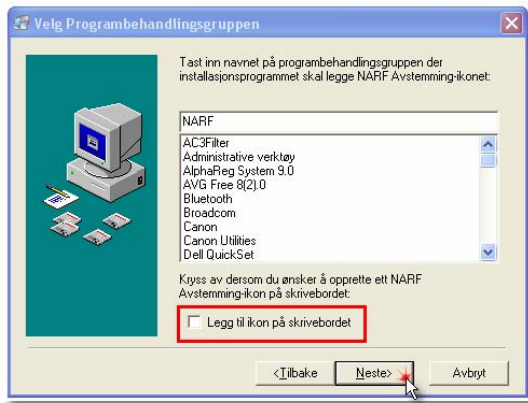 Velg Programbehandlingsgruppen
Tast inn navnet på programbehandlingsgruppen der
installasjonsprogrammet skal legge NARF Avstemming-ikonet:
NARF
AC3Filter
Administrative verktøy
AlphaReg System 9.0
AVG Free 8(2).0
Bluetooth
Broadcom
Canon
Canon Utilities
Dell QuickSet
Kryss av dersom du ønsker å opprette ett NARF
Avstemming-ikon på skrivebordet:
Legg til ikon på skrivebordet
<Tilbake
Neste>
Avbryt